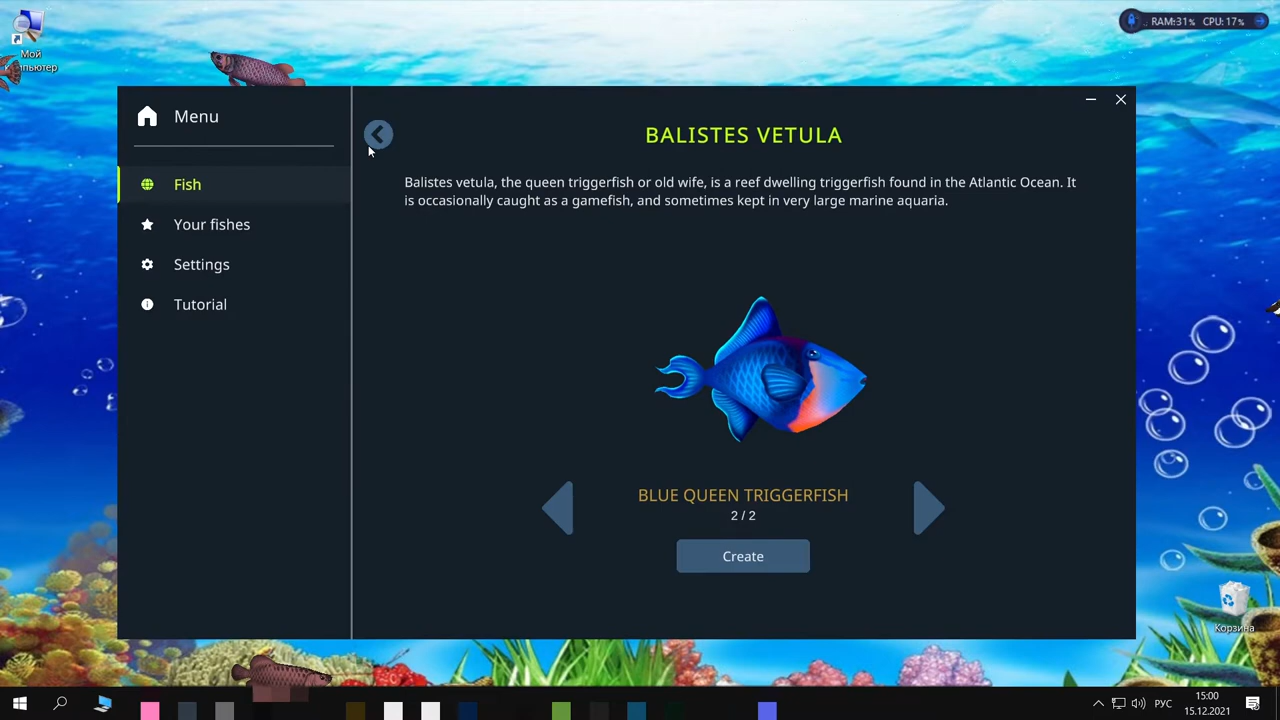 Мой
RAM:31% CPU: 17%
Menu
BALISTES VETULA
Fish
Balistes vetula, the queen triggerfish or old wife, is a reef dwelling triggerfish found in the Atlantic Ocean. It
is occasionally caught as a gamefish, and sometimes kept in very large marine aquaria.
Your fishes
Settings
Tutorial
BLUE QUEEN TRIGGERFISH
2 / 2
Create
Корзина
РУС
15:00
15.12.2021